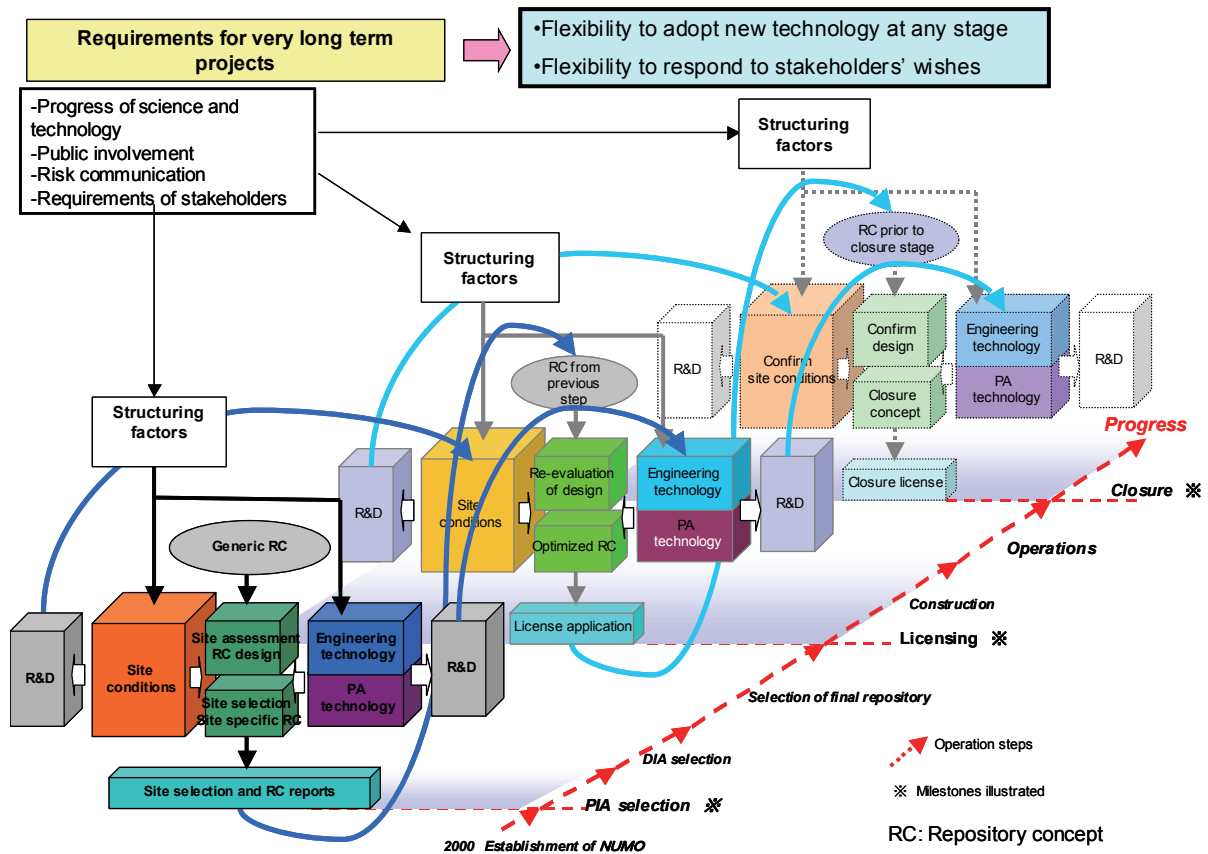 Requirements for very long term
projects
•Flexibility to adopt new technology at any stage
•Flexibility to respond to stakeholders' wishes
-Progress of science and
technology
-Public involvement
-Risk communication
-Requirements of stakeholders
Structuring
factors
RC prior to
closure stage
R&D
Confirm
site conditions
Confirm
design
Closure
concept
Engineering
technology
PA
technology
R&D
Closure license
Structuring
factors
RC from
previous
step
R&D
Site
conditions
Re-evaluation
of design
Optimized RC
Engineering
technology
PA
technology
R&D
License application
Structuring
factors
Generic RC
R&D
Site
conditions
Site assessment
RC design
Site selection
Site specific RC
Engineering
technology
PA
technology
R&D
Site selection and RC reports
Progress
Closure ※
Operations
Construction
Licensing ※
Selection of final repository
DIA selection
PIA selection ※
2000 Establishment of NUMO
Operation steps
※ Milestones illustrated
RC: Repository concept